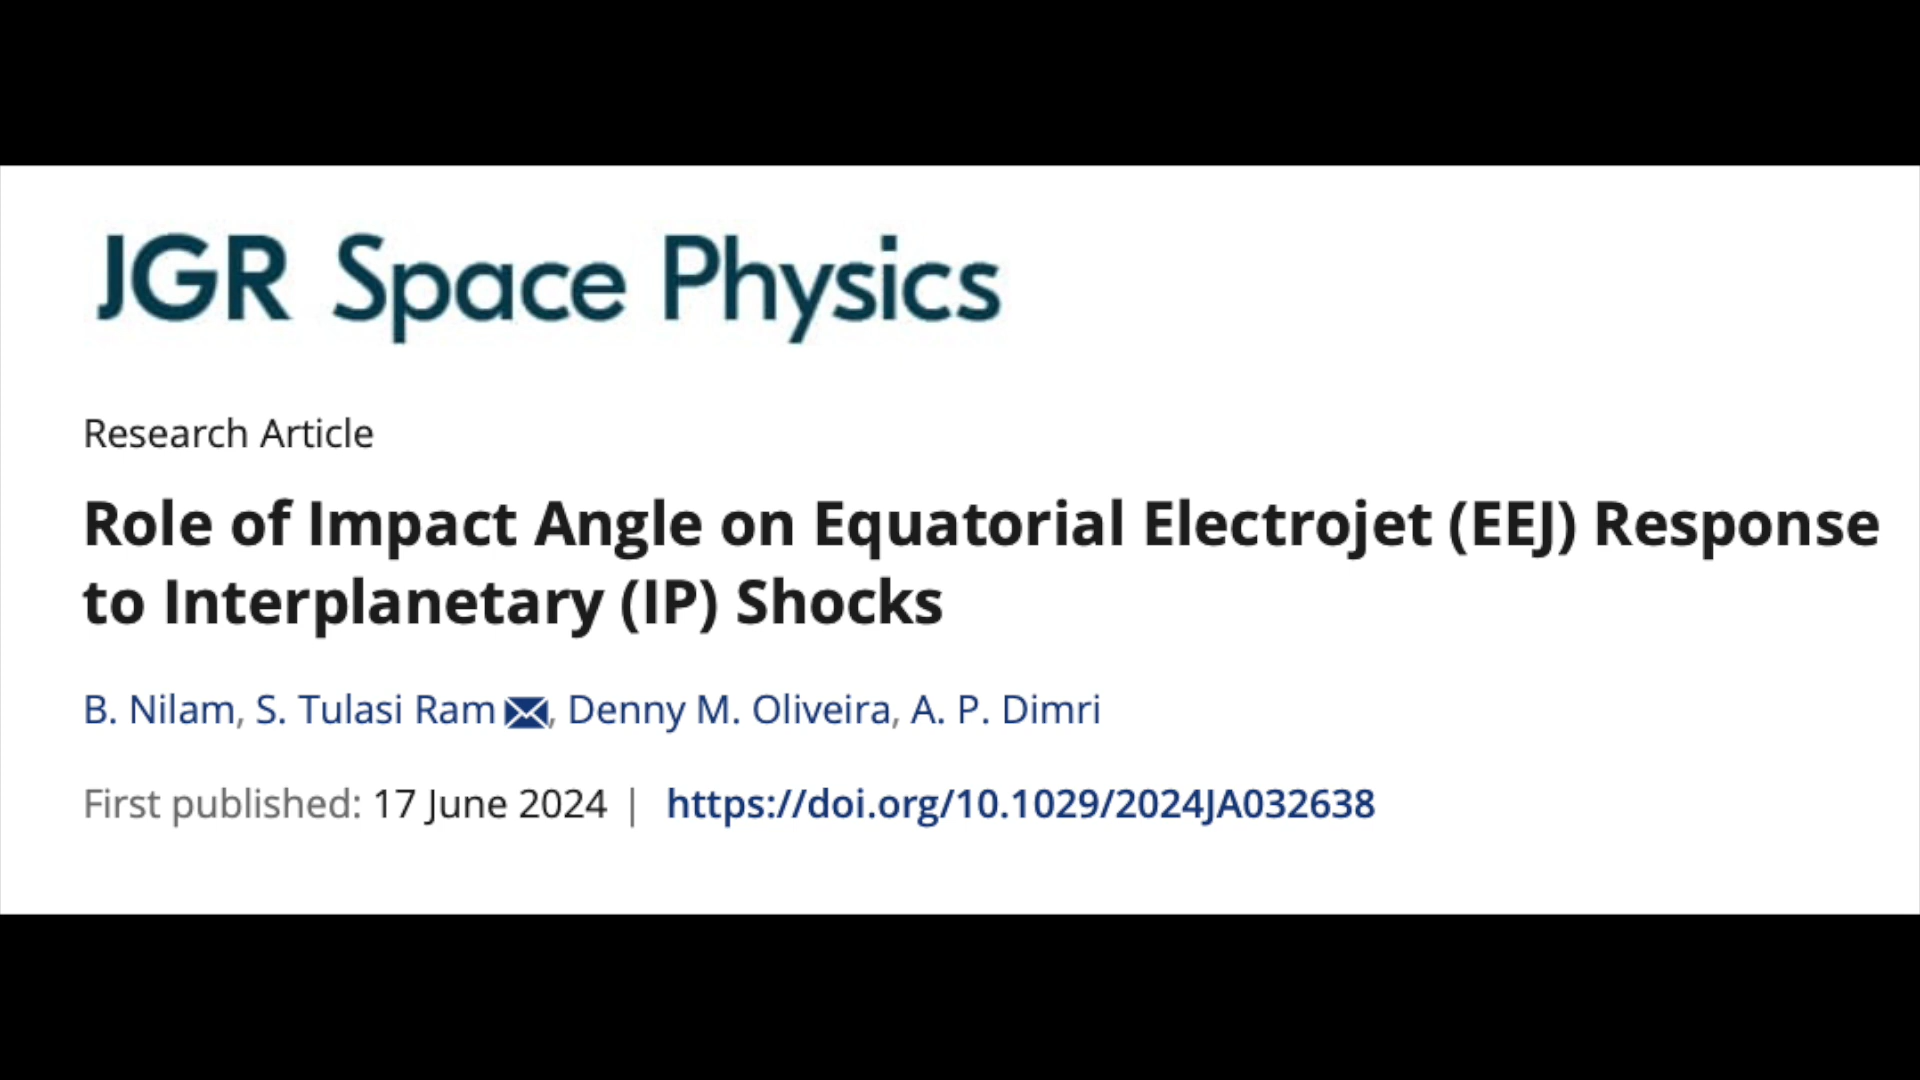 JGR Space Physics
Research Article
Role of Impact Angle on Equatorial Electrojet (EEJ) Response
to Interplanetary (IP) Shocks
B. Nilam, S. Tulasi Ram, Denny M. Oliveira, A. P. Dimri
First published: 17 June 2024 | https://doi.org/10.1029/2024JA032638